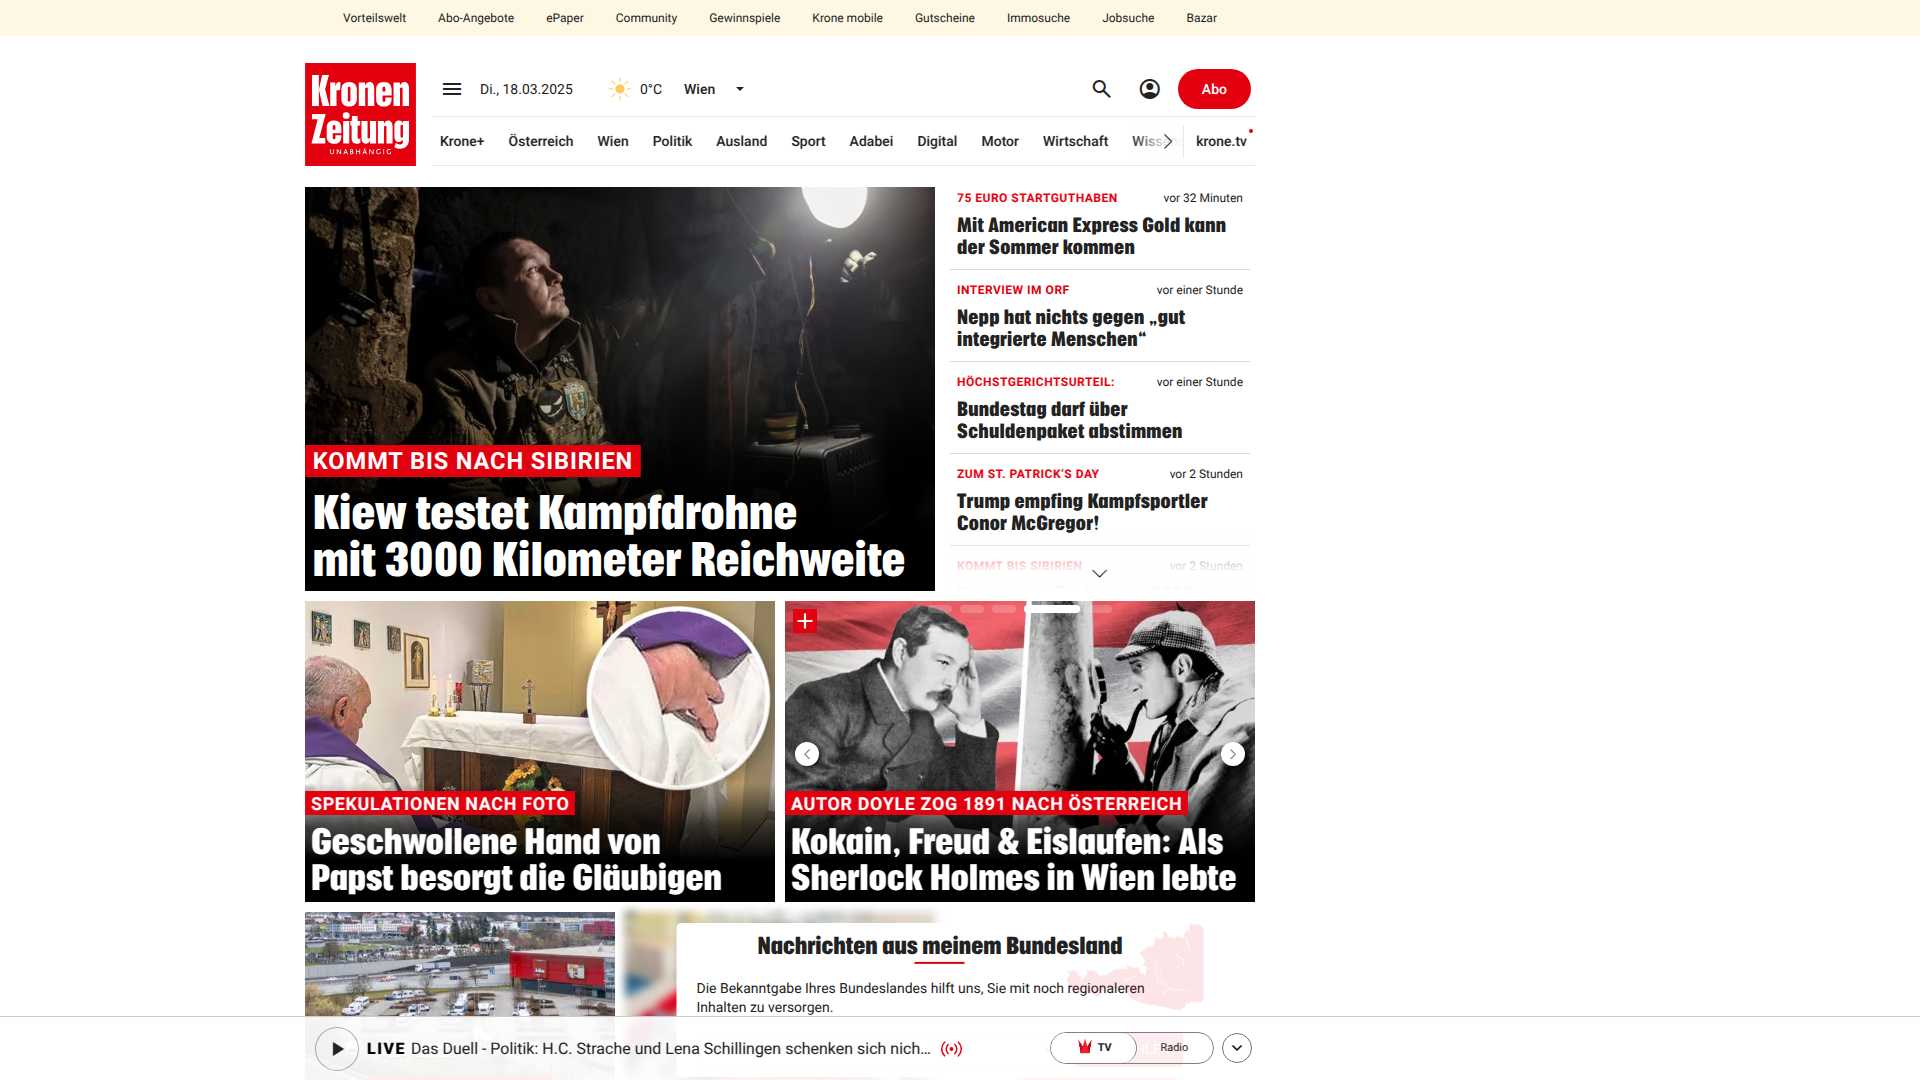 Vorteilswelt Abo-Angebote ePaper Community Gewinnspiele Krone mobile Gutscheine Immosuche Jobsuche Bazar
Kronen
Zeitung
UNABHÄNGIG
Di., 18.03.2025 0°C Wien
Abo
Krone+ Österreich Wien Politik Ausland Sport Adabei Digital Motor Wirtschaft krone.tv
KOMMT BIS NACH SIBIRIEN
Kiew testet Kampfdrohne
mit 3000 Kilometer Reichweite
75 EURO STARTGUTHABEN vor 32 Minuten
Mit American Express Gold kann
der Sommer kommen
INTERVIEW IM ORF vor einer Stunde
Nepp hat nichts gegen „gut
integrierte Menschen“
HÖCHSTGERICHTSURTEIL: vor einer Stunde
Bundestag darf über
Schuldenpaket abstimmen
ZUM ST. PATRICK’S DAY vor 2 Stunden
Trump empfing Kampfsportler
Conor McGregor!
KOMMT BIS SIBIRIEN vor 2 Stunden
SPEKULATIONEN NACH FOTO
Geschwollene Hand von
Papst besorgt die Gläubigen
AUTOR DOYLE ZOG 1891 NACH ÖSTERREICH
Kokain, Freud & Eislaufen: Als
Sherlock Holmes in Wien lebte
Nachrichten aus meinem Bundesland
Die Bekanntgabe Ihres Bundeslandes hilft uns, Sie mit noch regionaleren
Inhalten zu versorgen.
LIVE Das Duell - Politik: H.C. Strache und Lena Schillingen schenken sich nich...
TV Radio